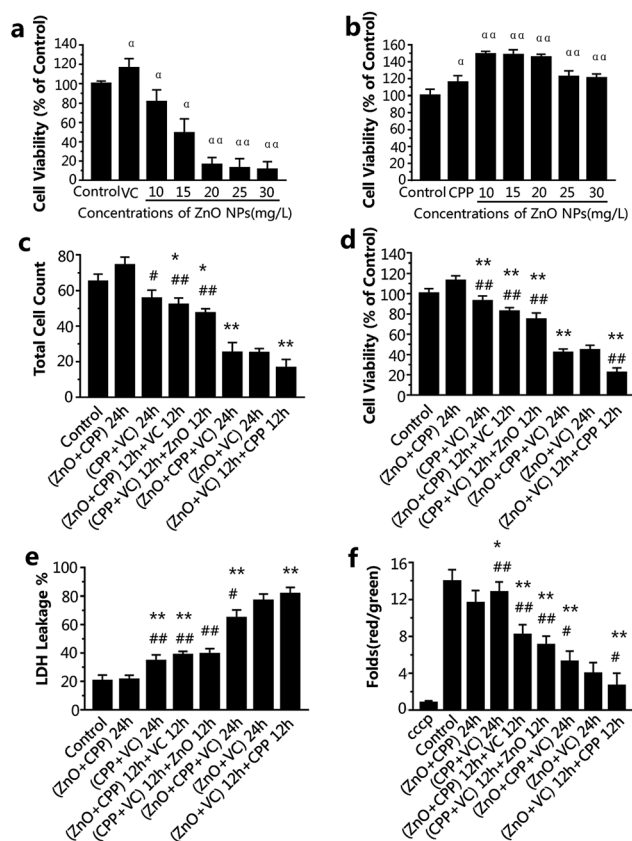 a
Cell Viability (% of Control)
140
120
100
80
60
40
20
0
α
α
α
αα
αα
αα
Control VC 10 15 20 25 30
Concentrations of ZnO NPs(mg/L)
b
Cell Viability (% of Control)
160
140
120
100
80
60
40
20
0
α
αα
αα
αα
αα
αα
Control CPP 10 15 20 25 30
Concentrations of ZnO NPs(mg/L)
c
Total Cell Count
80
60
40
20
0
#
*
##
*
##
**
**
Control
(ZnO+CPP) 24h
(CPP+VC) 24h
(ZnO+CPP) 12h+VC 12h
(CPP+VC) 12h+ZnO 12h
(ZnO+CPP+VC) 24h
(ZnO+VC) 24h
(ZnO+VC) 12h+CPP 12h
d
Cell Viability (% of Control)
140
120
100
80
60
40
20
0
**
##
**
##
**
##
**
**
##
Control
(ZnO+CPP) 24h
(CPP+VC) 24h
(ZnO+CPP) 12h+VC 12h
(CPP+VC) 12h+ZnO 12h
(ZnO+CPP+VC) 24h
(ZnO+VC) 24h
(ZnO+VC) 12h+CPP 12h
e
LDH Leakage %
100
80
60
40
20
0
**
##
**
##
##
**
#
**
Control
(ZnO+CPP) 24h
(CPP+VC) 24h
(ZnO+CPP) 12h+VC 12h
(CPP+VC) 12h+ZnO 12h
(ZnO+CPP+VC) 24h
(ZnO+VC) 24h
(ZnO+VC) 12h+CPP 12h
f
Folds(red/green)
16
12
8
4
0
*
##
**
##
**
##
**
#
**
#
cccp
Control
(ZnO+CPP) 24h
(CPP+VC) 24h
(ZnO+CPP) 12h+VC 12h
(CPP+VC) 12h+ZnO 12h
(ZnO+CPP+VC) 24h
(ZnO+VC) 24h
(ZnO+VC) 12h+CPP 12h